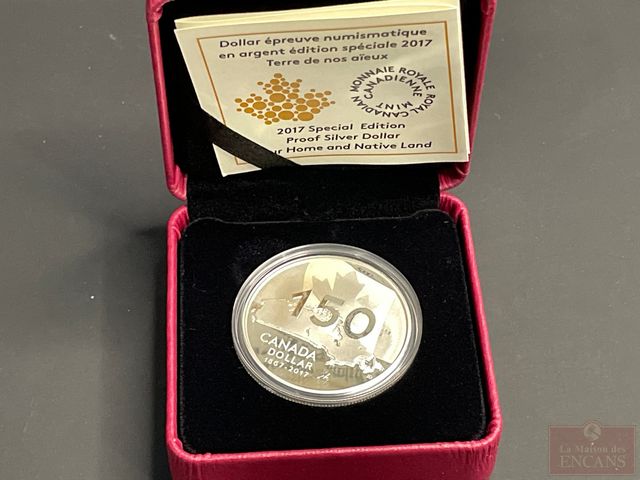 Dollar épreuve numismatique
en argent édition spéciale 2017
Terre de nos aïeux
MONNAIE ROYALE CANADIENNE
ROYAL CANADIAN MINT
2017 Special Edition
Proof Silver Dollar
ur Home and Native Land
150
CANADA
DOLLAR
1867-2017
La Maison des
ENCANS